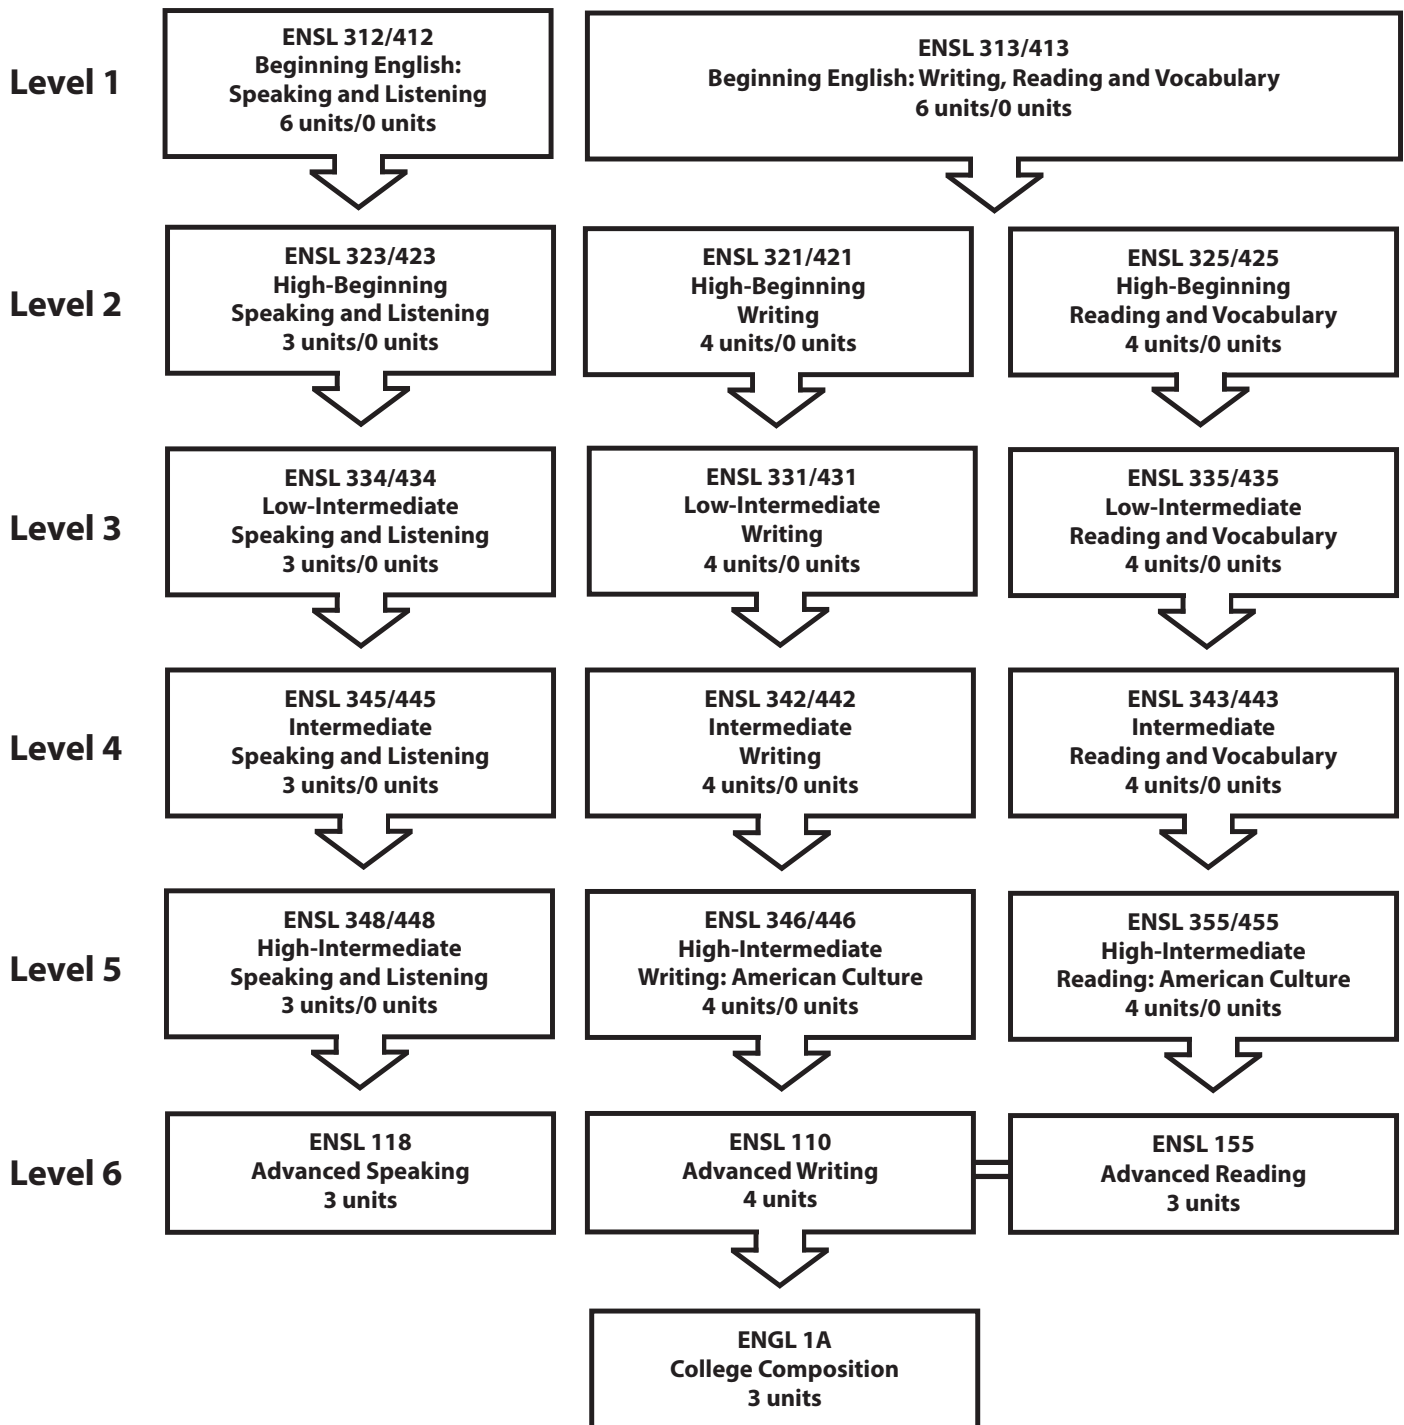 Level 1
ENSL 312/412
Beginning English:
Speaking and Listening
6 units/0 units
ENSL 313/413
Beginning English: Writing, Reading and Vocabulary
6 units/0 units
Level 2
ENSL 323/423
High-Beginning
Speaking and Listening
3 units/0 units
ENSL 321/421
High-Beginning
Writing
4 units/0 units
ENSL 325/425
High-Beginning
Reading and Vocabulary
4 units/0 units
Level 3
ENSL 334/434
Low-Intermediate
Speaking and Listening
3 units/0 units
ENSL 331/431
Low-Intermediate
Writing
4 units/0 units
ENSL 335/435
Low-Intermediate
Reading and Vocabulary
4 units/0 units
Level 4
ENSL 345/445
Intermediate
Speaking and Listening
3 units/0 units
ENSL 342/442
Intermediate
Writing
4 units/0 units
ENSL 343/443
Intermediate
Reading and Vocabulary
4 units/0 units
Level 5
ENSL 348/448
High-Intermediate
Speaking and Listening
3 units/0 units
ENSL 346/446
High-Intermediate
Writing: American Culture
4 units/0 units
ENSL 355/455
High-Intermediate
Reading: American Culture
4 units/0 units
Level 6
ENSL 118
Advanced Speaking
3 units
ENSL 110
Advanced Writing
4 units
ENSL 155
Advanced Reading
3 units
ENGL 1A
College Composition
3 units